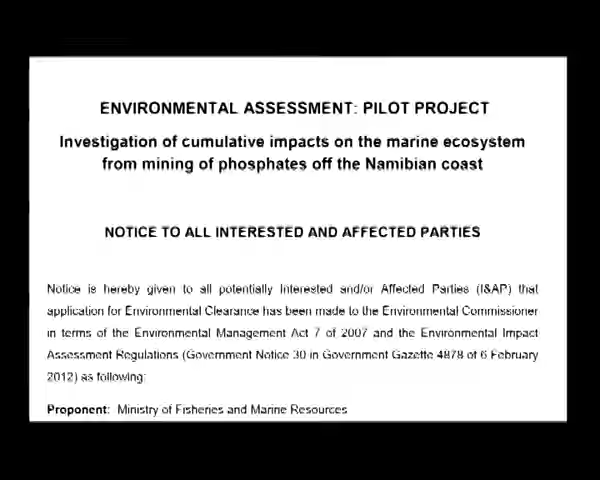 ENVIRONMENTAL ASSESSMENT: PILOT PROJECT
Investigation of cumulative impacts on the marine ecosystem
from mining of phosphates off the Namibian coast
NOTICE TO ALL INTERESTED AND AFFECTED PARTIES
Notice is hereby given to all potentially Interested and/or Affected Parties (I&AP) that
application for Environmental Clearance has been made to the Environmental Commissioner
in terms of the Environmental Management Act 7 of 2007 and the Environmental Impact
Assessment Regulations (Government Notice 30 in Government Gazette 4878 of 6 February
2012) as following:
Proponent: Ministry of Fisheries and Marine Resources